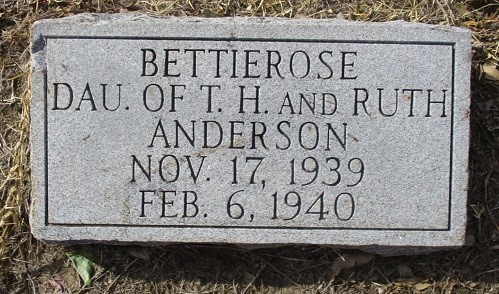 BETTIEROSE
DAU. OF T. H. AND RUTH
ANDERSON
NOV. 17, 1939
FEB. 6, 1940